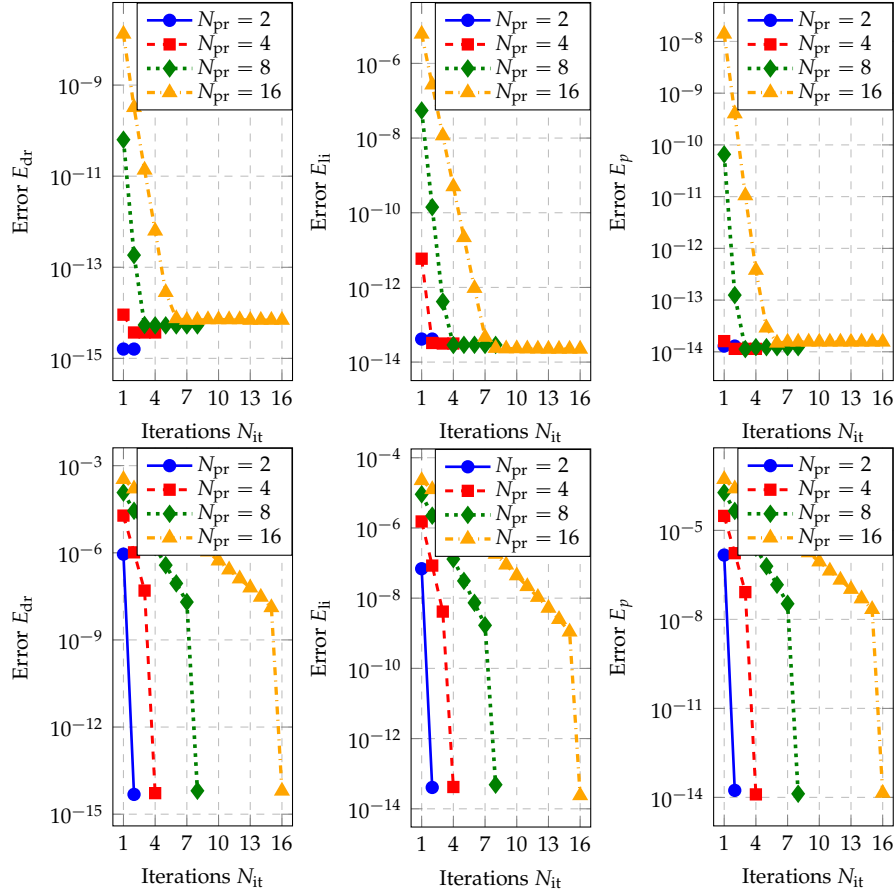 N_pr = 2
N_pr = 4
N_pr = 8
N_pr = 16
10^−9
10^−11
10^−13
10^−15
Error E_dr
1 4 7 10 13 16
Iterations N_it
N_pr = 2
N_pr = 4
N_pr = 8
N_pr = 16
10^−6
10^−8
10^−10
10^−12
10^−14
Error E_li
1 4 7 10 13 16
Iterations N_it
N_pr = 2
N_pr = 4
N_pr = 8
N_pr = 16
10^−8
10^−9
10^−10
10^−11
10^−12
10^−13
10^−14
Error E_p
1 4 7 10 13 16
Iterations N_it
N_pr = 2
N_pr = 4
N_pr = 8
N_pr = 16
10^−3
10^−6
10^−9
10^−12
10^−15
Error E_dr
1 4 7 10 13 16
Iterations N_it
N_pr = 2
N_pr = 4
N_pr = 8
N_pr = 16
10^−4
10^−6
10^−8
10^−10
10^−12
10^−14
Error E_li
1 4 7 10 13 16
Iterations N_it
N_pr = 2
N_pr = 4
N_pr = 8
N_pr = 16
10^−5
10^−8
10^−11
10^−14
Error E_p
1 4 7 10 13 16
Iterations N_it